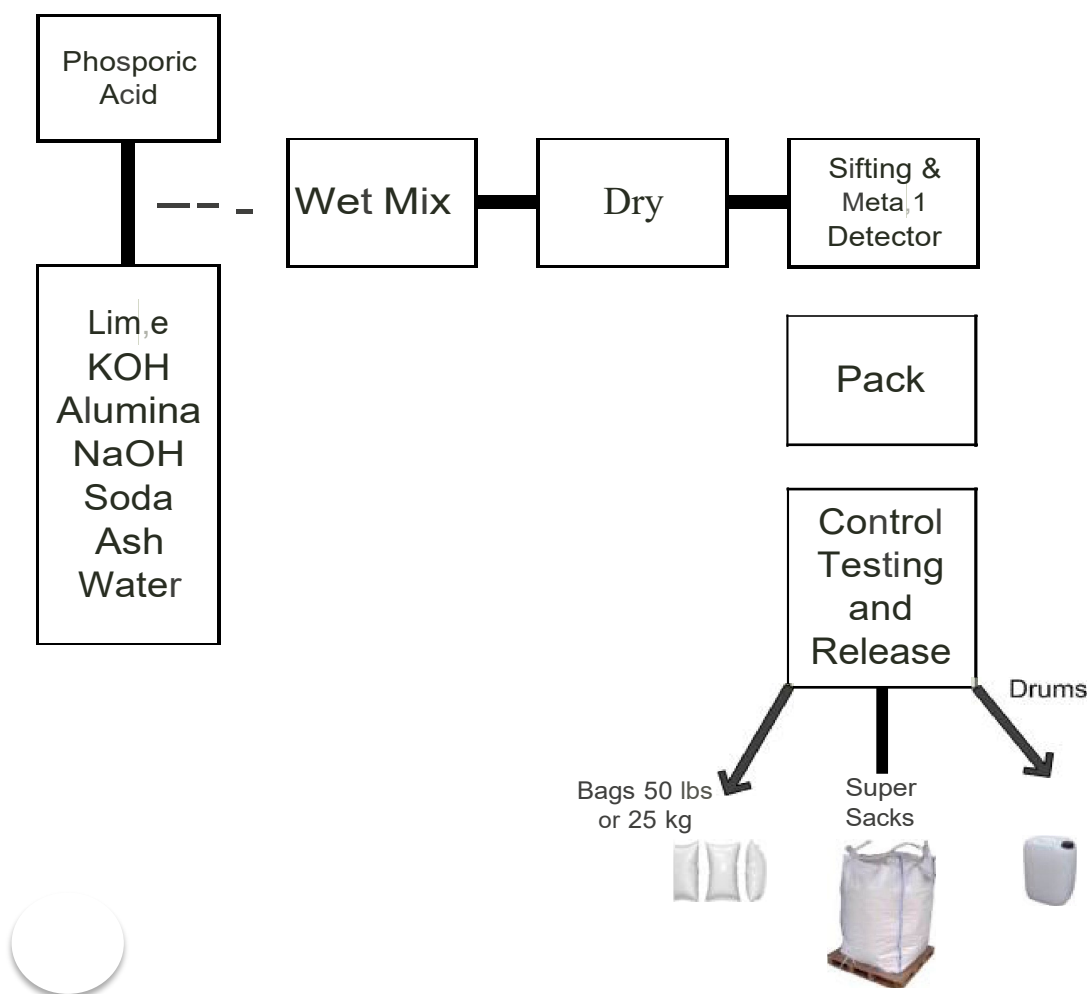 Phosporic
Acid
Wet Mix
Dry
Sifting &
Meta,1
Detector
Lim,e
KOH
Alumina
NaOH
Soda
Ash
Water
Pack
Control
Testing
and
Release
Drums
Bags 50 lbs
or 25 kg
Super
Sacks